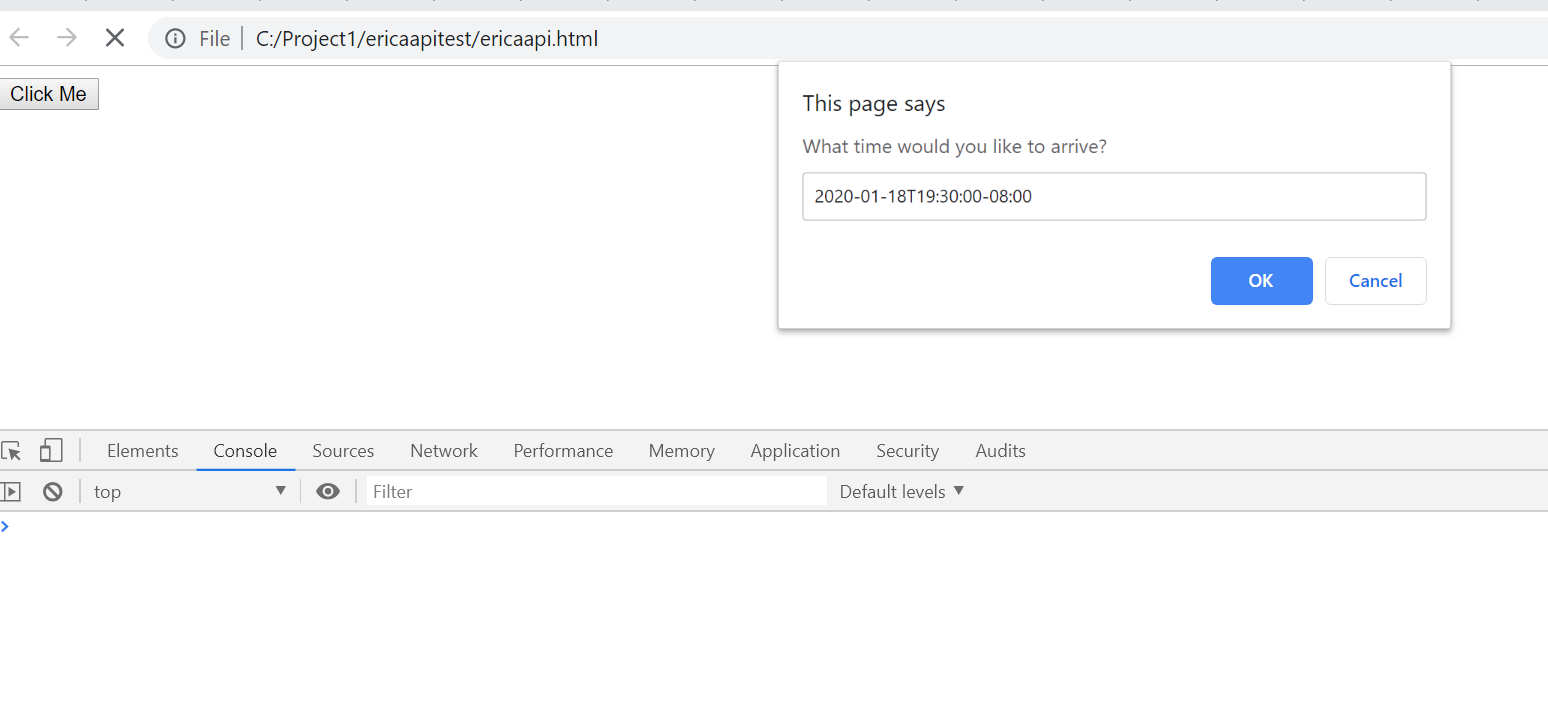 File C:/Project1/ericaapitest/ericaapi.html
Click Me
This page says
What time would you like to arrive?
2020-01-18T19:30:00-08:00
OK Cancel
Elements Console Sources Network Performance Memory Application Security Audits
top Filter Default levels